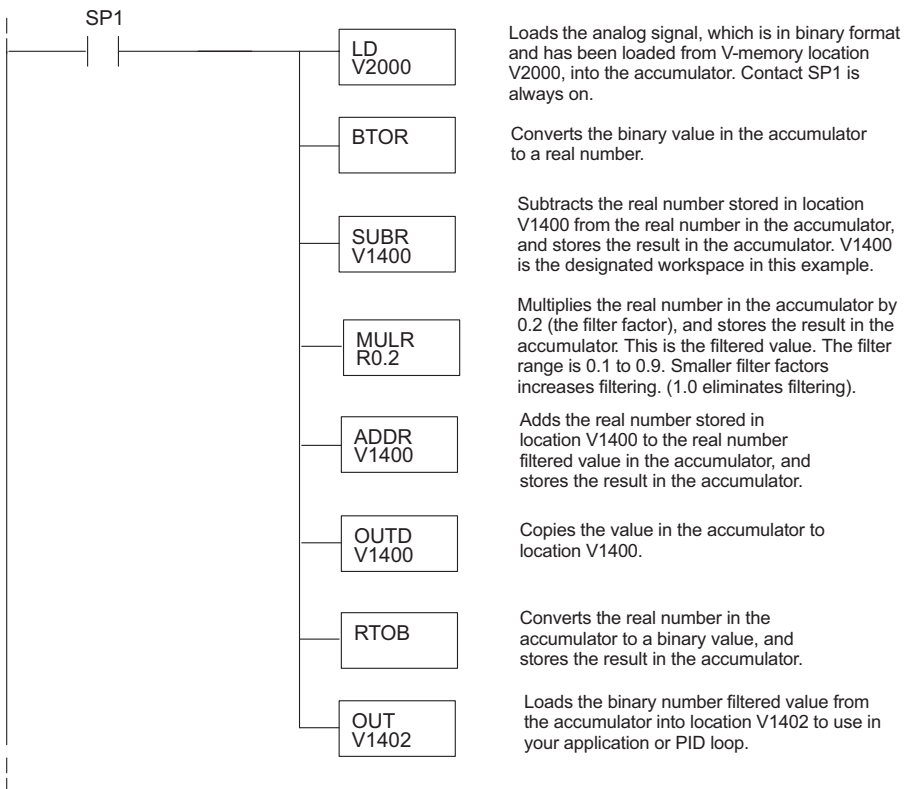 SP1
LD
V2000
Loads the analog signal, which is in binary format
and has been loaded from V-memory location
V2000, into the accumulator. Contact SP1 is
always on.
BTOR
Converts the binary value in the accumulator
to a real number.
SUBR
V1400
Subtracts the real number stored in location
V1400 from the real number in the accumulator,
and stores the result in the accumulator. V1400
is the designated workspace in this example.
MULR
R0.2
Multiplies the real number in the accumulator by
0.2 (the filter factor), and stores the result in the
accumulator. This is the filtered value. The filter
range is 0.1 to 0.9. Smaller filter factors
increases filtering. (1.0 eliminates filtering).
ADDR
V1400
Adds the real number stored in
location V1400 to the real number
filtered value in the accumulator, and
stores the result in the accumulator.
OUTD
V1400
Copies the value in the accumulator to
location V1400.
RTOB
Converts the real number in the
accumulator to a binary value, and
stores the result in the accumulator.
OUT
V1402
Loads the binary number filtered value from
the accumulator into location V1402 to use in
your application or PID loop.